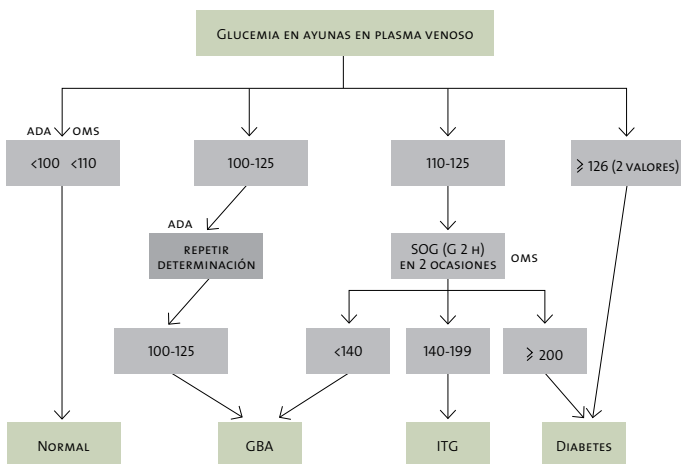 Glucemia en ayunas en plasma venoso
ADA OMS
<100 <110
100-125
110-125
⩾ 126 (2 valores)
ADA
repetir
determinación
SOG (G 2 h)
en 2 ocasiones
OMS
100-125
<140
140-199
⩾ 200
Normal
GBA
ITG
Diabetes